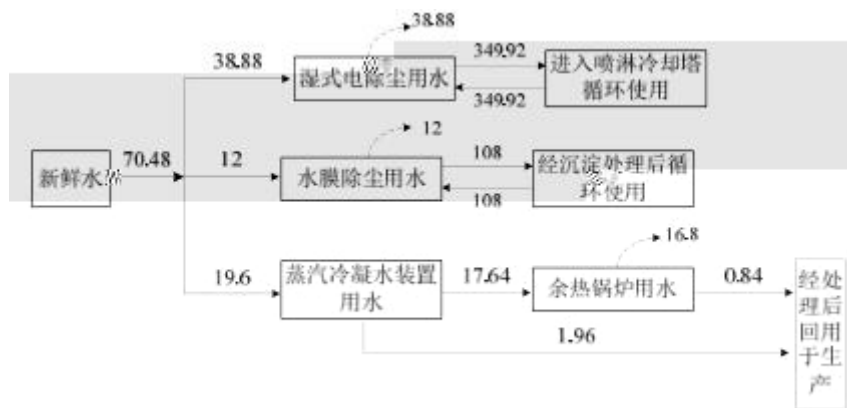 38.88
38.88
349.92
湿式电除尘用水
进入喷淋冷却塔
循环使用
349.92
12
70.48
12
108
新鲜水
水膜除尘用水
经沉淀处理后循
环使用
108
16.8
19.6
蒸汽冷凝水装置
用水
17.64
余热锅炉用水
0.84
经处
理后
回用
于生
产
1.96